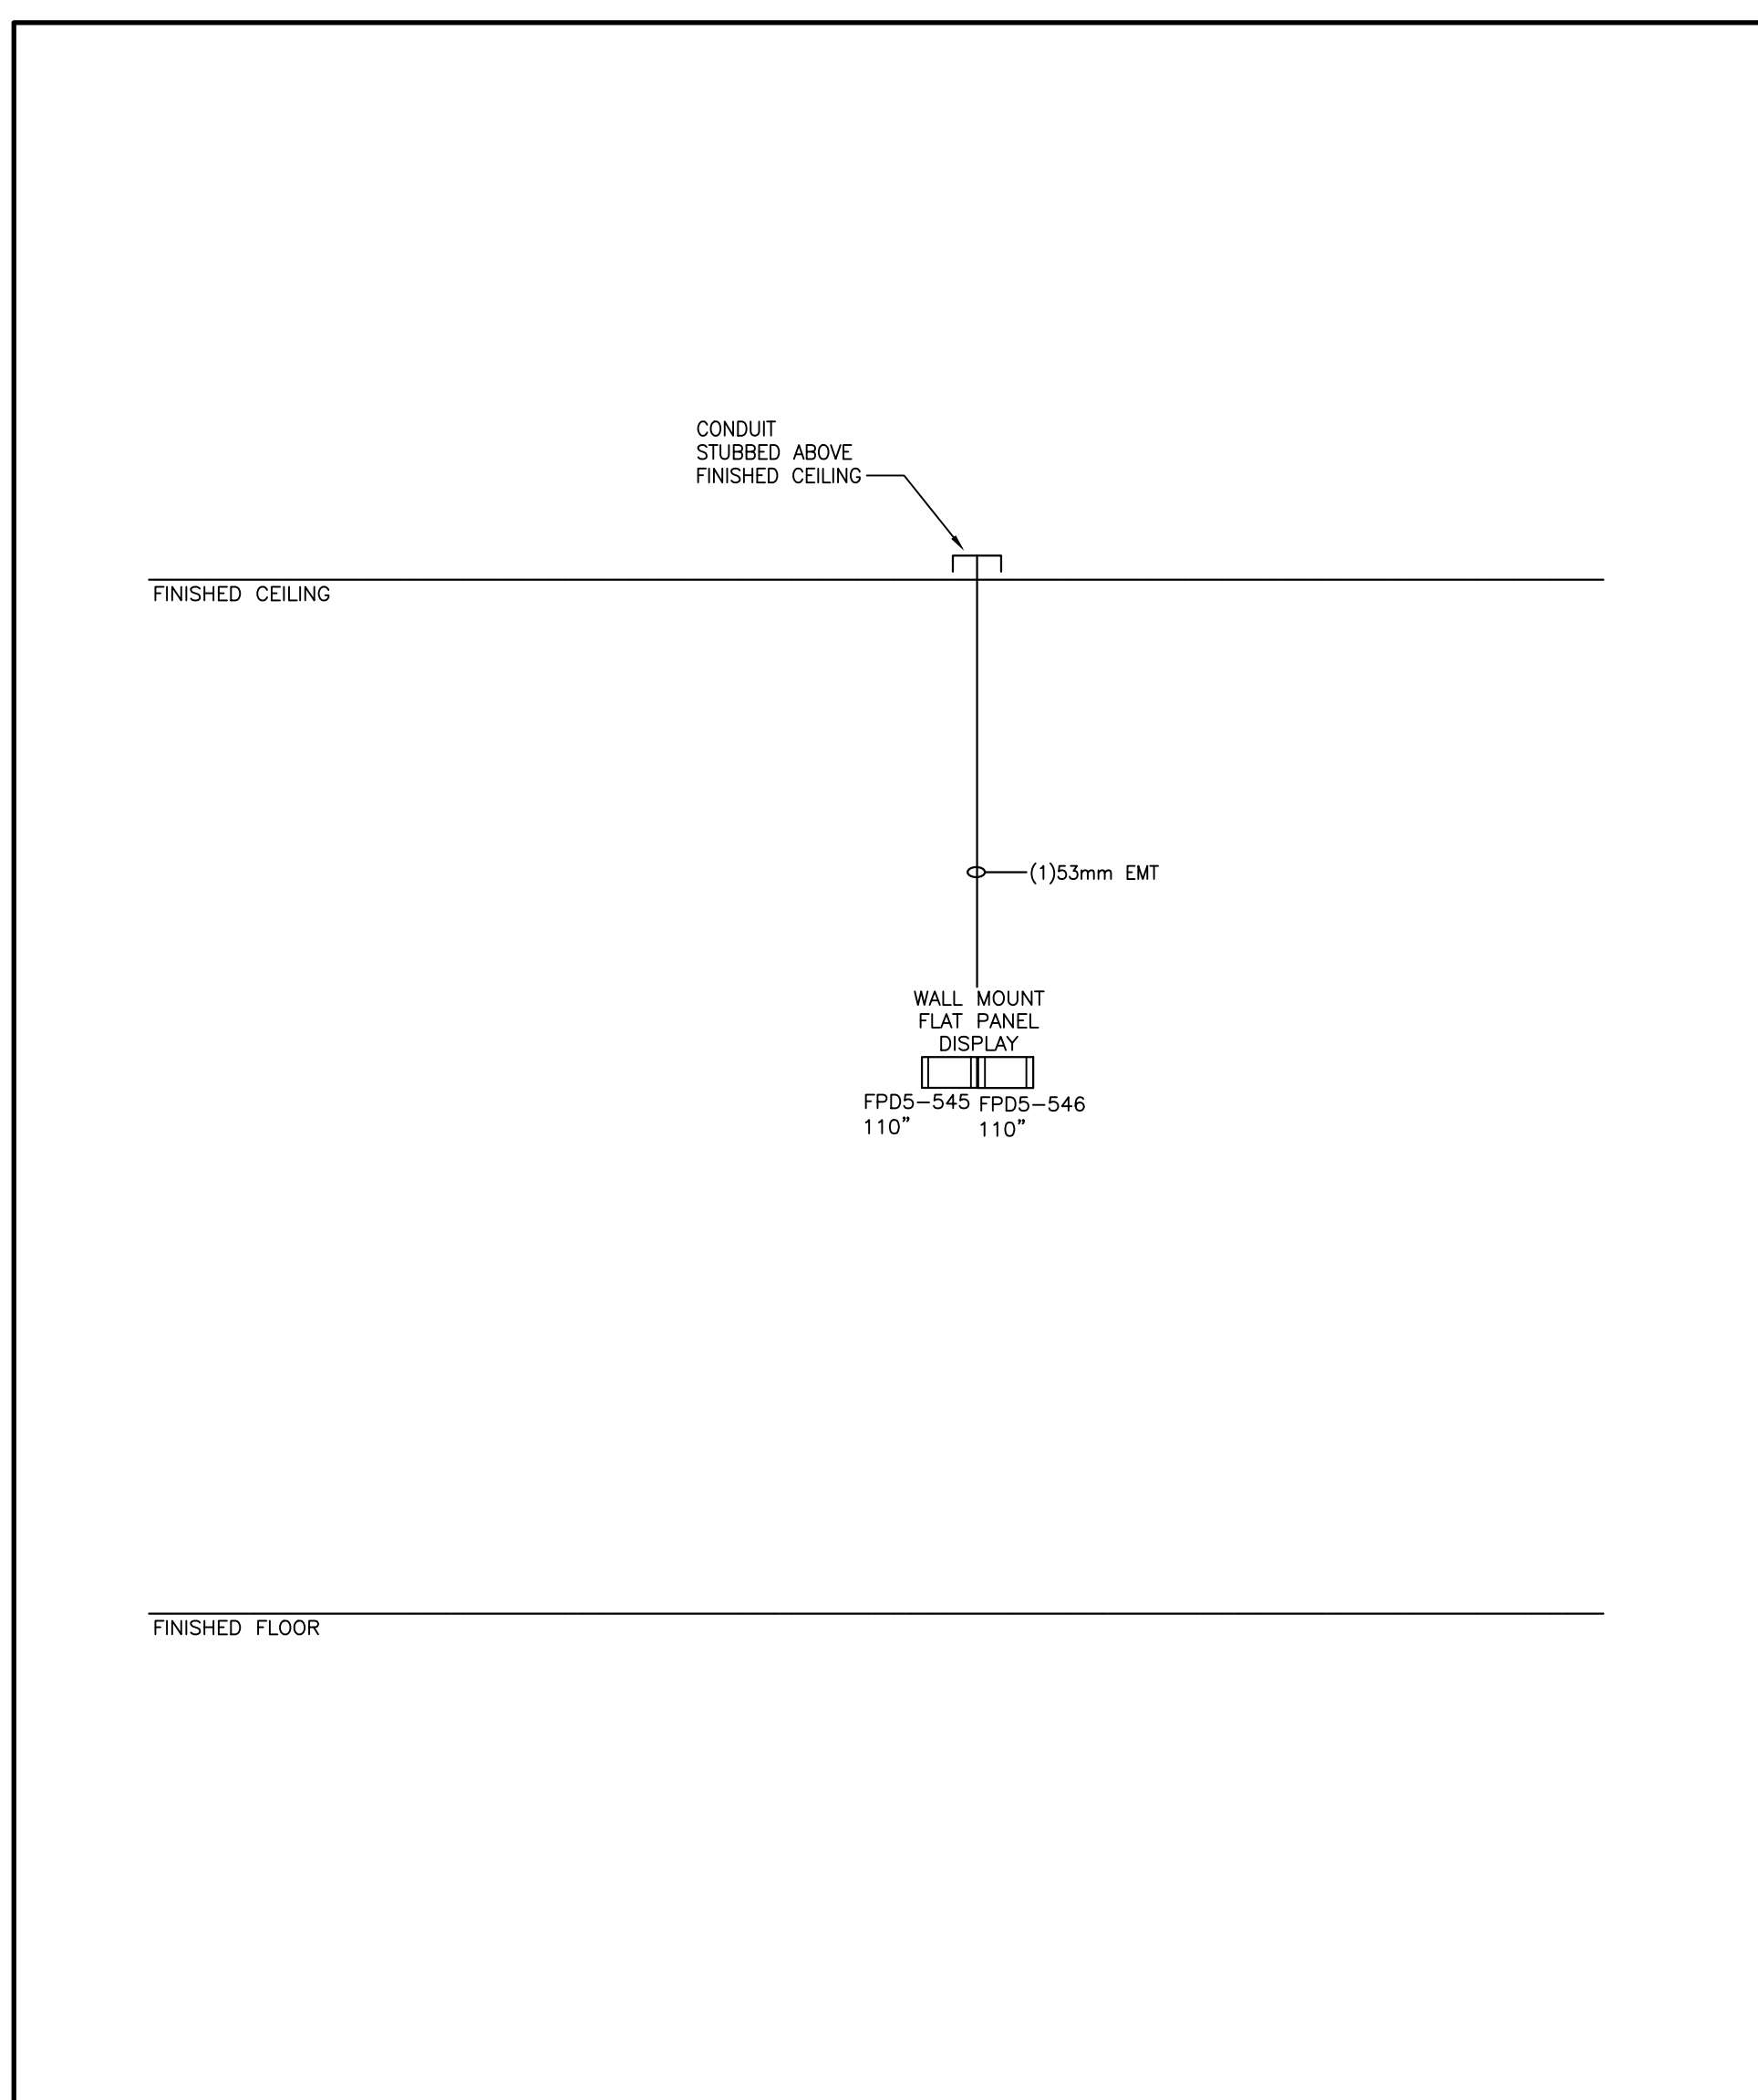 CONDUIT
STUBBED ABOVE
FINISHED CEILING
FINISHED CEILING
(1)53mm EMT
WALL MOUNT
FLAT PANEL
DISPLAY
FPD5-545
110”
FPD5-546
110”
FINISHED FLOOR